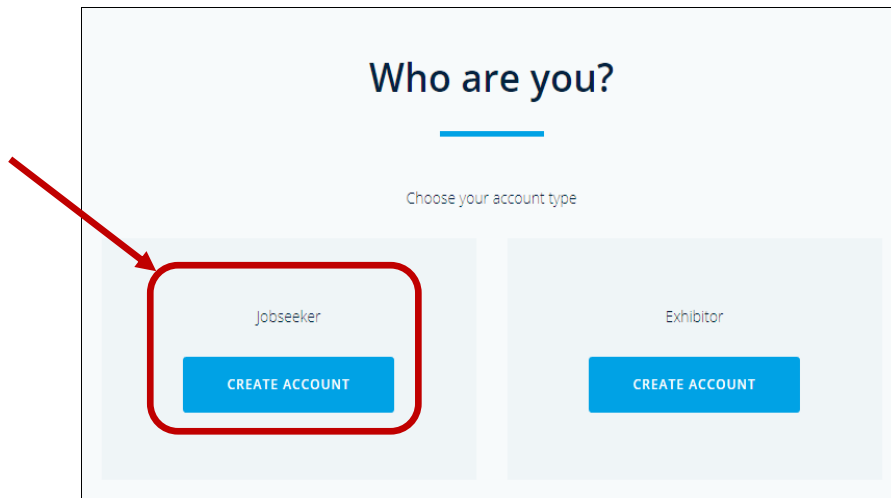 Who are you?
Choose your account type
Jobseeker
CREATE ACCOUNT
Exhibitor
CREATE ACCOUNT